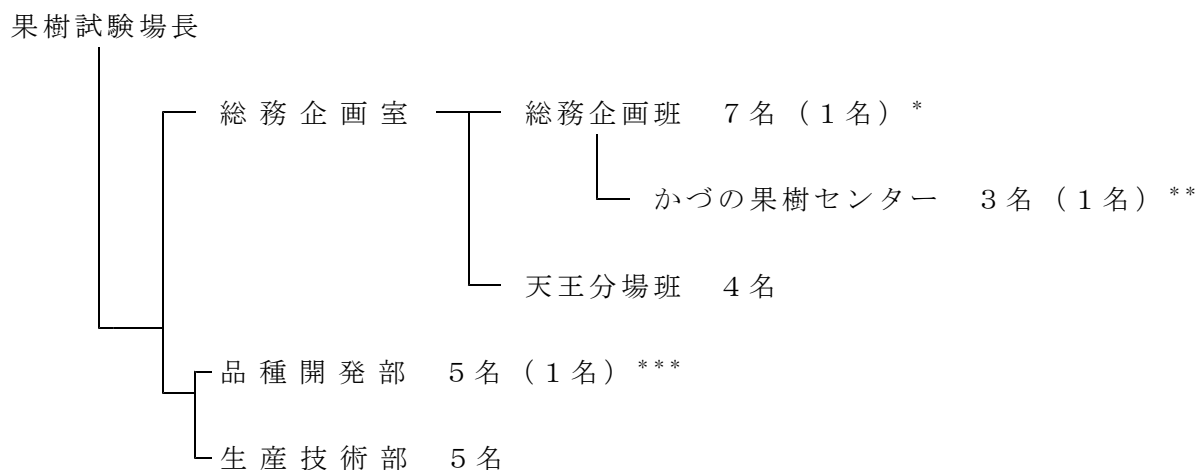 果樹試験場長
総務企画室 総務企画班 7名(1名)*
かづの果樹センター 3名(1名)**
天王分場班 4名
品種開発部 5名(1名)***
生産技術部 5名